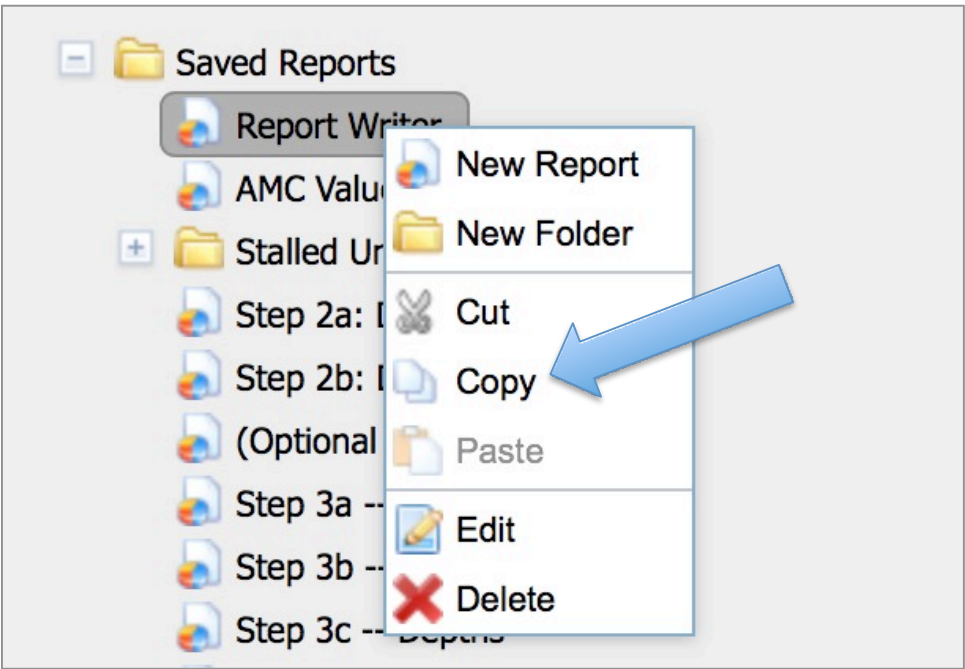 Saved Reports
Report Writer
AMC Valu
Stalled Ur
Step 2a:
Step 2b:
(Optional
Step 3a --
Step 3b --
Step 3c -- Depths
New Report
New Folder
Cut
Copy
Paste
Edit
Delete